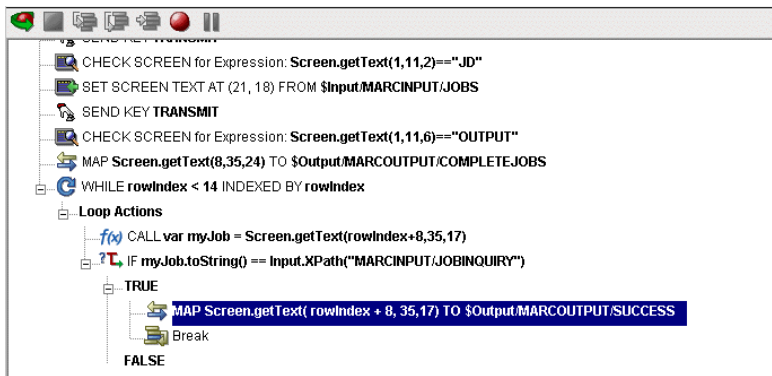 SEND KEY TRANSMIT
CHECK SCREEN for Expression: Screen.getText(1,11,2)=="JD"
SET SCREEN TEXT AT (21, 18) FROM $Input/MARCINPUT/JOBS
SEND KEY TRANSMIT
CHECK SCREEN for Expression: Screen.getText(1,11,6)=="OUTPUT"
MAP Screen.getText(8,35,24) TO $Output/MARCOUTPUT/COMPLETEJOBS
WHILE rowIndex < 14 INDEXED BY rowIndex
Loop Actions
f(x) CALL var myJob = Screen.getText(rowIndex+8,35,17)
?T IF myJob.toString() == Input.XPath("MARCINPUT/JOBINQUIRY")
TRUE
MAP Screen.getText( rowIndex + 8, 35,17) TO $Output/MARCOUTPUT/SUCCESS
Break
FALSE